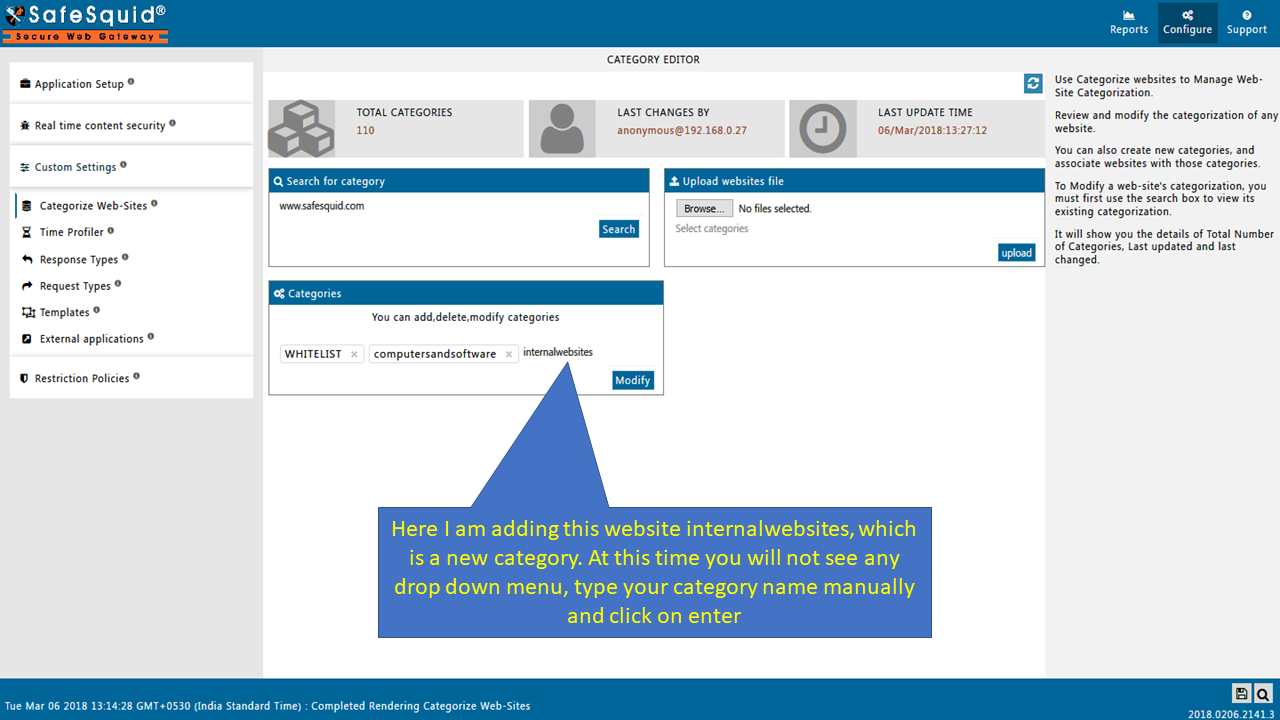 SafeSquid®
Secure Web Gateway
Reports
Configure
Support
Application Setup
Real time content security
Custom Settings
Categorize Web-Sites
Time Profiler
Response Types
Request Types
Templates
External applications
Restriction Policies
CATEGORY EDITOR
TOTAL CATEGORIES
110
LAST CHANGES BY
anonymous@192.168.0.27
LAST UPDATE TIME
06/Mar/2018:13:27:12
Search for category
www.safesquid.com
Search
Upload websites file
Browse... No files selected.
Select categories
upload
Categories
You can add,delete,modify categories
WHITELIST × computersandsoftware × internalwebsites
Modify
Here I am adding this website internalwebsites, which
is a new category. At this time you will not see any
drop down menu, type your category name manually
and click on enter
Use Categorize websites to Manage Web-
Site Categorization.
Review and modify the categorization of any
website.
You can also create new categories, and
associate websites with those categories.
To Modify a web-site's categorization, you
must first use the search box to view its
existing categorization.
It will show you the details of Total Number
of Categories, Last updated and last
changed.
Tue Mar 06 2018 13:14:28 GMT+0530 (India Standard Time) : Completed Rendering Categorize Web-Sites
2018.0206.2141.3